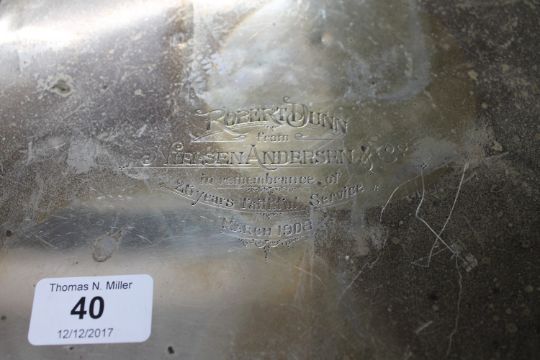 Robert Dunn
from
Nielsen Andersen & Co
in remembrance of
years Faithful Service
March 1908
Thomas N. Miller
40
12/12/2017